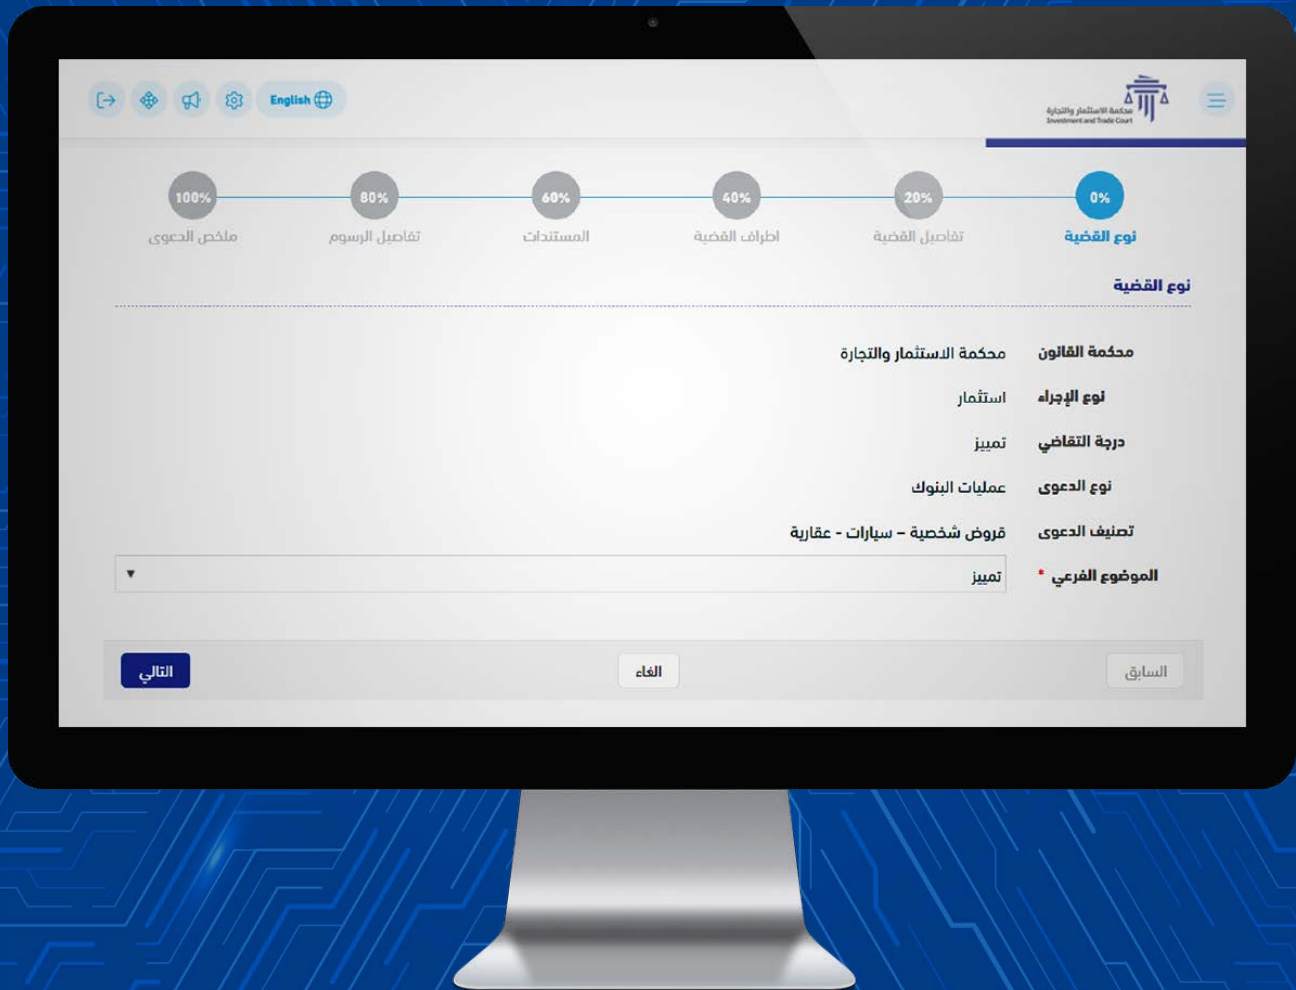 محكمة الاستثمار والتجارة
Investment and Trade Court
English
0%
20%
40%
60%
80%
100%
نوع القضية
تفاصيل القضية
اطراف القضية
المستندات
تفاصيل الرسوم
ملخص الدعوى
نوع القضية
محكمة القانون محكمة الاستثمار والتجارة
نوع الإجراء استثمار
درجة التقاضي تمييز
نوع الدعوى عمليات البنوك
تصنيف الدعوى قروض شخصية – سيارات - عقارية
الموضوع الفرعي * تمييز
السابق
الغاء
التالي